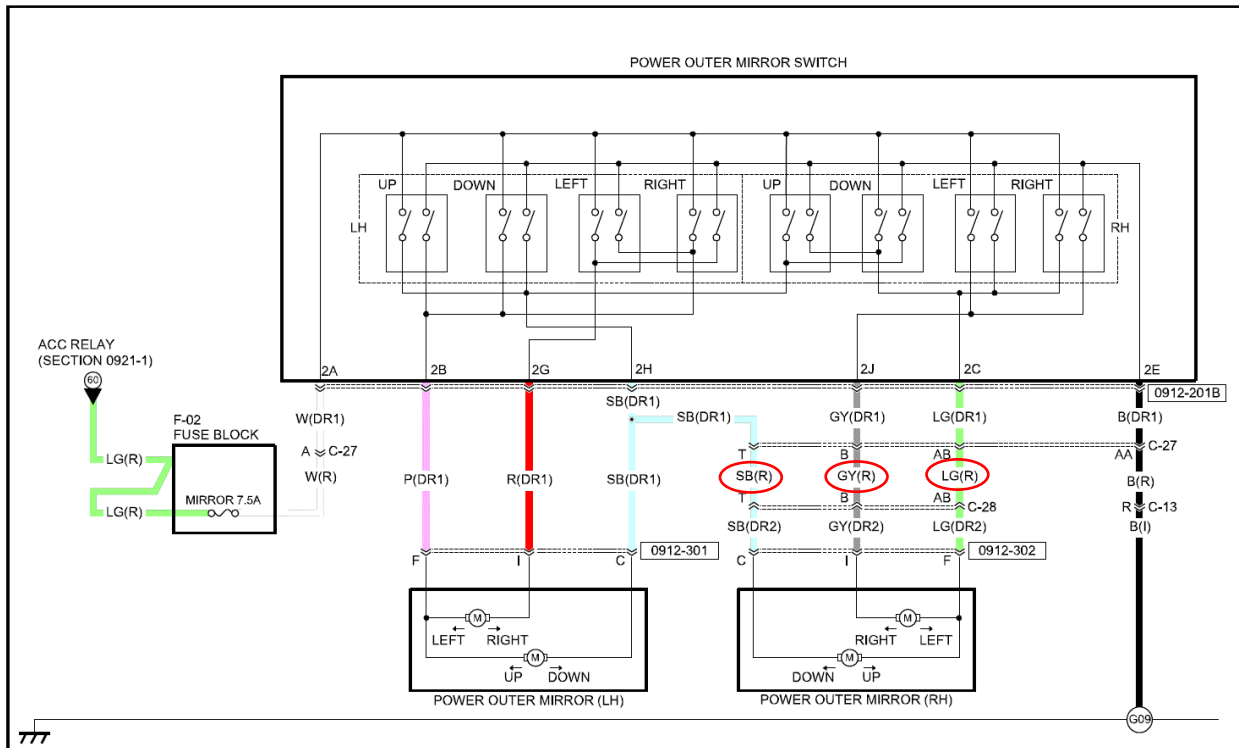 POWER OUTER MIRROR SWITCH
UP DOWN LEFT RIGHT UP DOWN LEFT RIGHT
LH RH
ACC RELAY
(SECTION 0921-1)
60
2A 2B 2G 2H 2J 2C 2E
0912-201B
SB(DR1)
W(DR1) SB(DR1) GY(DR1) LG(DR1) B(DR1)
F-02
FUSE BLOCK
A C-27
T B AB AA C-27
LG(R)
W(R) P(DR1) R(DR1) SB(DR1) SB(R) GY(R) LG(R) B(R)
MIRROR 7.5A
T B AB C-28 R C-13
LG(R)
SB(DR2) GY(DR2) LG(DR2) B(I)
F I C 0912-301 C I F 0912-302
M M
LEFT RIGHT RIGHT LEFT
M M
UP DOWN DOWN UP
POWER OUTER MIRROR (LH) POWER OUTER MIRROR (RH)
G09